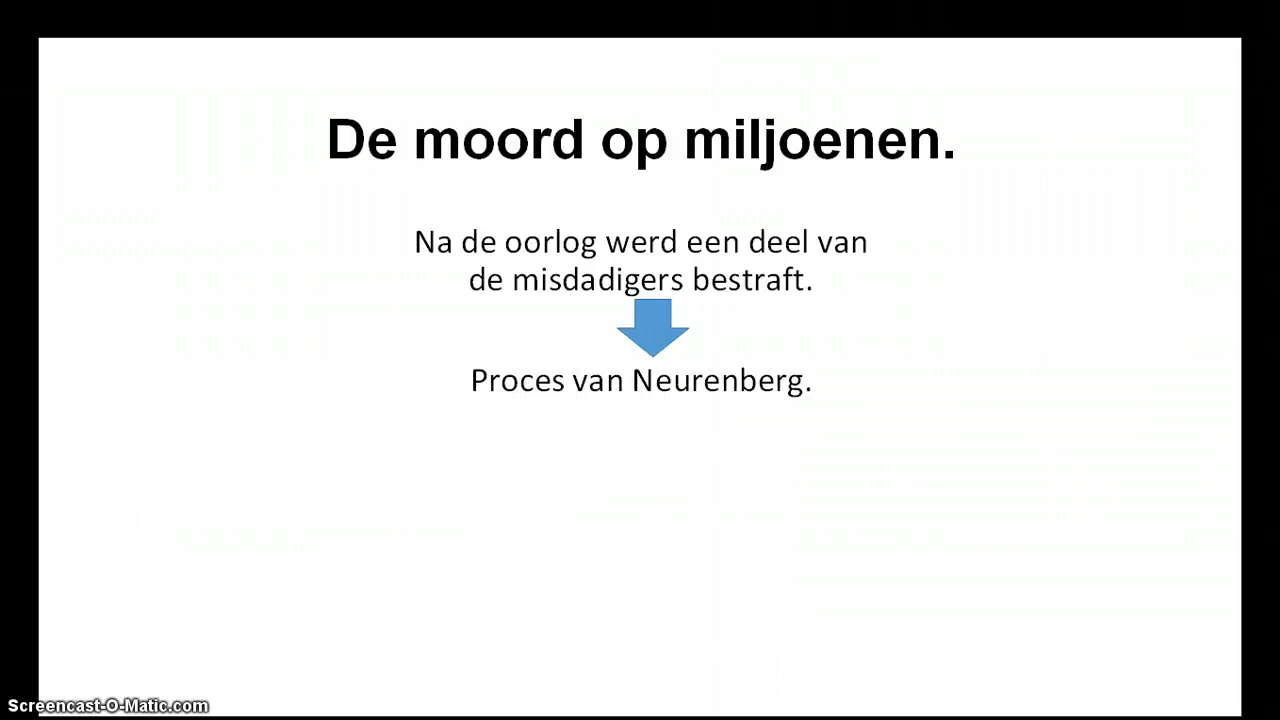 De moord op miljoenen.
Na de oorlog werd een deel van
de misdadigers bestraft.
Proces van Neurenberg.
Screencast-O-Matic.com